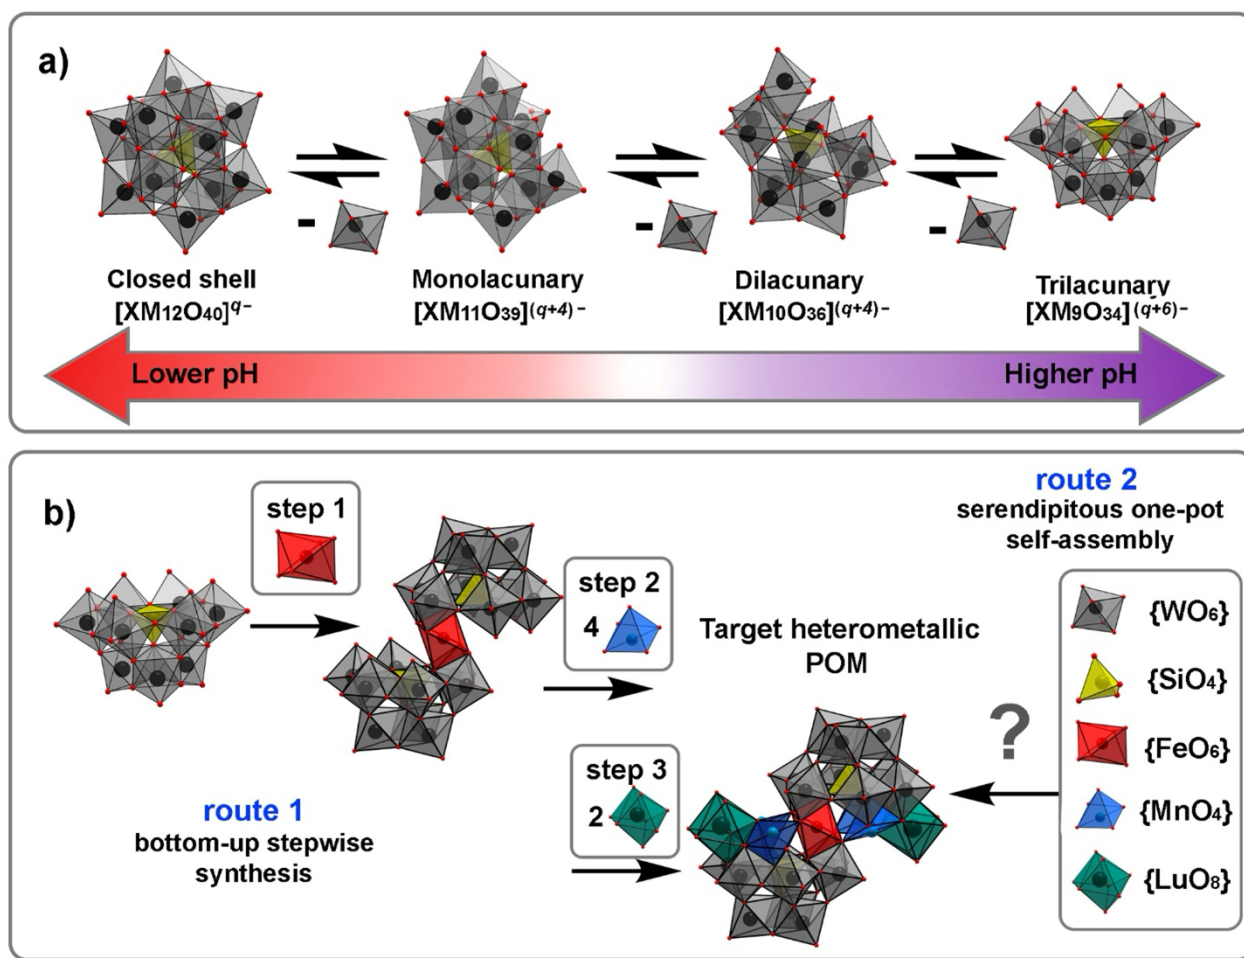 a)
- - -
Closed shell
[XM12O40]q–
Monolacunary
[XM11O39](q+4)–
Dilacunary
[XM10O36](q+4)–
Trilacunary
[XM9O34](q+6)–
Lower pH
Higher pH
b)
step 1
step 2
4
Target heterometallic
POM
route 2
serendipitous one-pot
self-assembly
route 1
bottom-up stepwise
synthesis
step 3
2
?
{WO6}
{SiO4}
{FeO6}
{MnO4}
{LuO8}